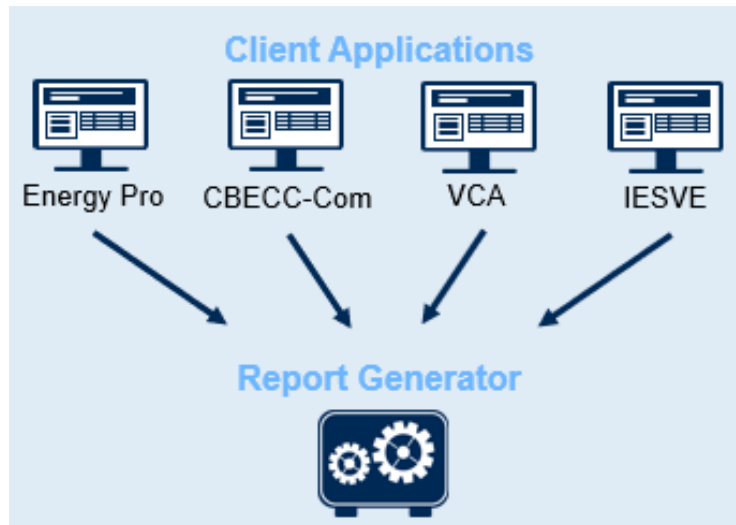 Client Applications
Energy Pro
CBECC-Com
VCA
IESVE
Report Generator